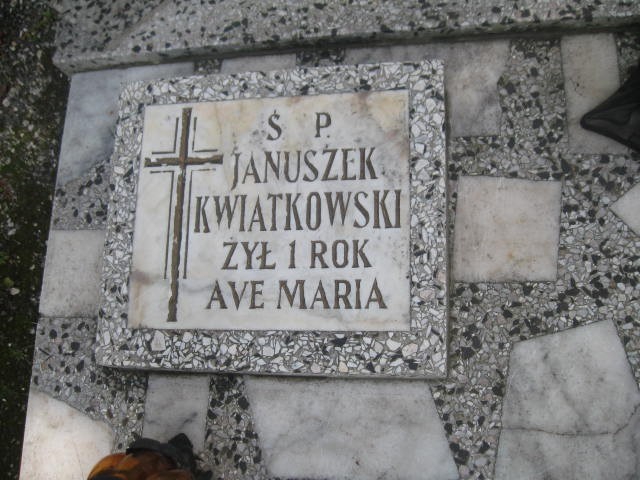 Ś P.
JANUSZEK
KWIATKOWSKI
ŻYŁ 1 ROK
AVE MARIA